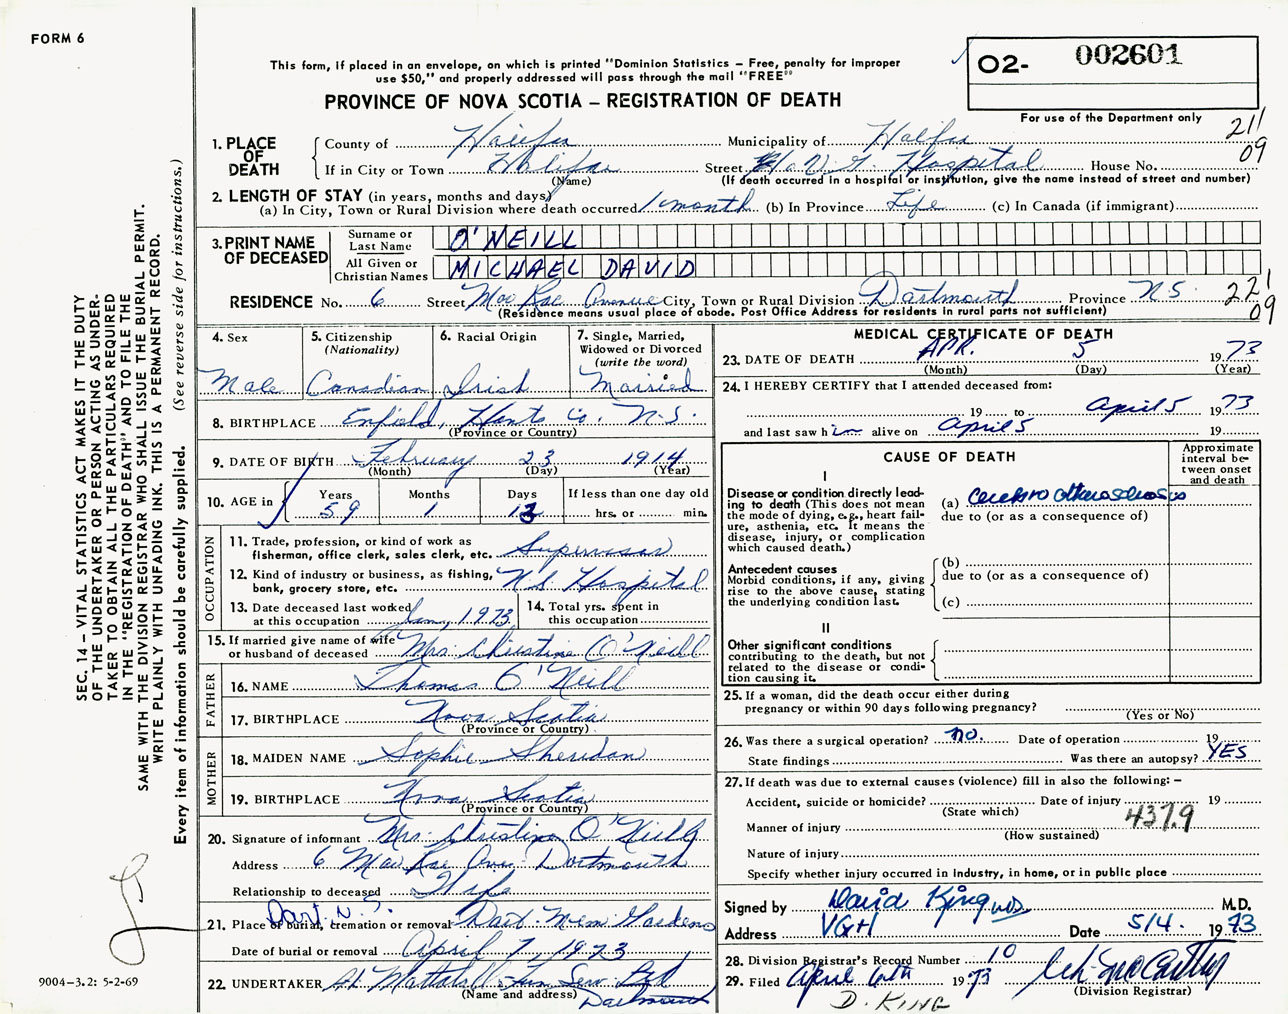 FORM 6
This form, if placed in an envelope, on which is printed "Dominion Statistics – Free, penalty for improper
use $50," and properly addressed will pass through the mail "FREE"
PROVINCE OF NOVA SCOTIA – REGISTRATION OF DEATH
O2- 002601
For use of the Department only
211
09
1. PLACE OF DEATH
County of Halifax Municipality of Halifax
If in City or Town Halifax Street V.G. Hospital House No.
(Name) (If death occurred in a hospital or institution, give the name instead of street and number)
2. LENGTH OF STAY (in years, months and days)
(a) In City, Town or Rural Division where death occurred 1 month (b) In Province Life (c) In Canada (if immigrant)
3. PRINT NAME OF DECEASED
Surname or Last Name O'NEILL
All Given or Christian Names MICHAEL DAVID
RESIDENCE No. 6 Street Mac Rae Avenue City, Town or Rural Division Dartmouth Province N.S.
(Residence means usual place of abode. Post Office Address for residents in rural parts not sufficient)
221
09
4. Sex Male
5. Citizenship (Nationality) Canadian
6. Racial Origin Irish
7. Single, Married, Widowed or Divorced (write the word) Married
8. BIRTHPLACE Enfield, Hants Co. N.S.
(Province or Country)
9. DATE OF BIRTH February 23 1914
(Month) (Day) (Year)
10. AGE in Years 59 Months 1 Days 13 If less than one day old hrs. or min.
OCCUPATION
11. Trade, profession, or kind of work as
fisherman, office clerk, sales clerk, etc. Supervisor
12. Kind of industry or business, as fishing,
bank, grocery store, etc. N.S. Hospital
13. Date deceased last worked
at this occupation Jan, 1973
14. Total yrs. spent in
this occupation
15. If married give name of wife
or husband of deceased Mrs. Christine O'Neill
FATHER
16. NAME Thomas O'Neill
17. BIRTHPLACE Nova Scotia
(Province or Country)
MOTHER
18. MAIDEN NAME Sophie Sheridan
19. BIRTHPLACE Nova Scotia
(Province or Country)
20. Signature of informant Mrs. Christine O'Neill
Address 6 Mac Rae Ave. Dartmouth
Relationship to deceased Wife
Dart. N.S.
21. Place of burial, cremation or removal Dart. Mem. Gardens
Date of burial or removal April 7, 1973
22. UNDERTAKER Mattatall Fun Serv Ltd
(Name and address) Dartmouth
MEDICAL CERTIFICATE OF DEATH
23. DATE OF DEATH APR. 5 1973
(Month) (Day) (Year)
24. I HEREBY CERTIFY that I attended deceased from:
19 to April 5 1973
and last saw him alive on April 5 19
CAUSE OF DEATH
Approximate interval between onset and death
I
Disease or condition directly lead-
ing to death (This does not mean
the mode of dying, e.g., heart fail-
ure, asthenia, etc. It means the
disease, injury, or complication
which caused death.)
(a) Cerebro atherosclerosis
due to (or as a consequence of)
Antecedent causes
Morbid conditions, if any, giving
rise to the above cause, stating
the underlying condition last.
(b)
due to (or as a consequence of)
(c)
II
Other significant conditions
contributing to the death, but not
related to the disease or condi-
tion causing it.
25. If a woman, did the death occur either during
pregnancy or within 90 days following pregnancy?
(Yes or No)
26. Was there a surgical operation? no. Date of operation 19
State findings Was there an autopsy? YES
27. If death was due to external causes (violence) fill in also the following: –
Accident, suicide or homicide? Date of injury 19
(State which)
Manner of injury 437.9
(How sustained)
Nature of injury
Specify whether injury occurred in Industry, in home, or in public place
Signed by David King M.D.
Address VGH Date 5/4. 1973
28. Division Registrar's Record Number 10
29. Filed April 6th 1973
(Division Registrar)
D. KING
SEC. 14 – VITAL STATISTICS ACT MAKES IT THE DUTY
OF THE UNDERTAKER OR PERSON ACTING AS UNDER-
TAKER TO OBTAIN ALL THE PARTICULARS REQUIRED
IN THE "REGISTRATION OF DEATH" AND TO FILE THE
SAME WITH THE DIVISION REGISTRAR WHO SHALL ISSUE THE BURIAL PERMIT.
WRITE PLAINLY WITH UNFADING INK. THIS IS A PERMANENT RECORD.
Every item of information should be carefully supplied. (See reverse side for instructions.)
9004-3.2: 5-2-69